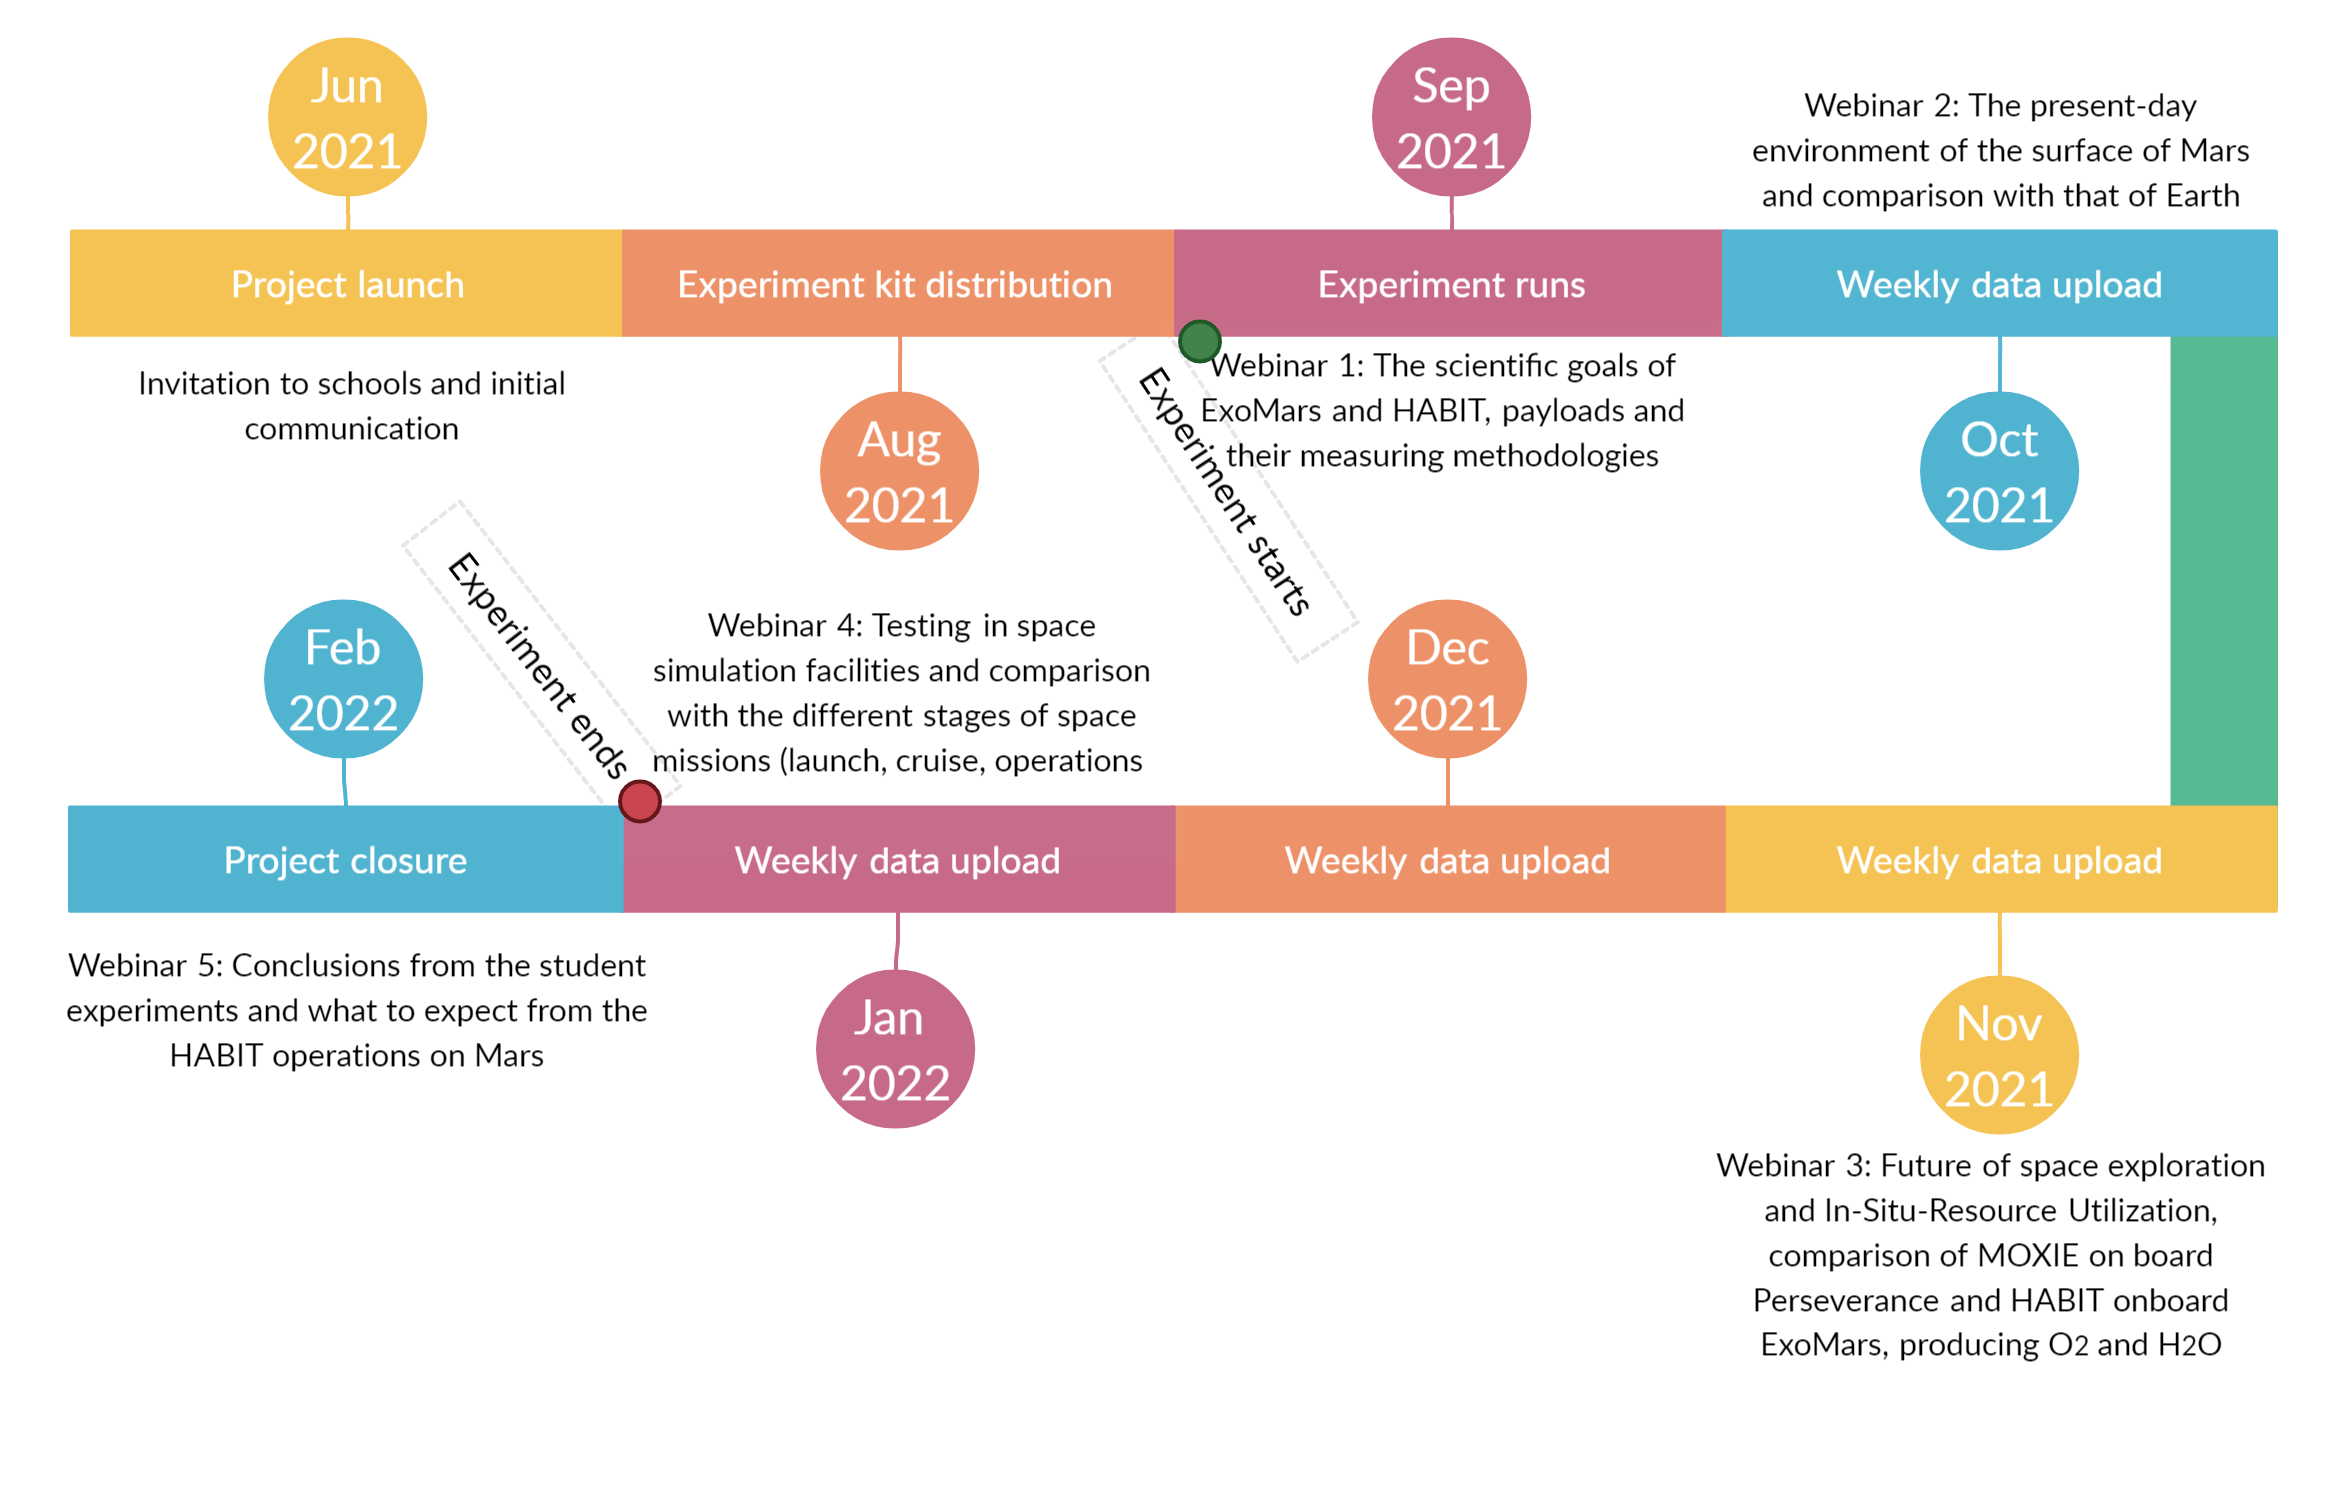 Jun
2021
Sep
2021
Webinar 2: The present-day
environment of the surface of Mars
and comparison with that of Earth
Project launch
Experiment kit distribution
Experiment runs
Weekly data upload
Invitation to schools and initial
communication
Aug
2021
Experiment starts
Webinar 1: The scientific goals of
ExoMars and HABIT, payloads and
their measuring methodologies
Oct
2021
Dec
2021
Webinar 4: Testing in space
simulation facilities and comparison
with the different stages of space
missions (launch, cruise, operations
Experiment ends
Feb
2022
Project closure
Weekly data upload
Weekly data upload
Weekly data upload
Webinar 5: Conclusions from the student
experiments and what to expect from the
HABIT operations on Mars
Jan
2022
Nov
2021
Webinar 3: Future of space exploration
and In-Situ-Resource Utilization,
comparison of MOXIE on board
Perseverance and HABIT onboard
ExoMars, producing O2 and H2O